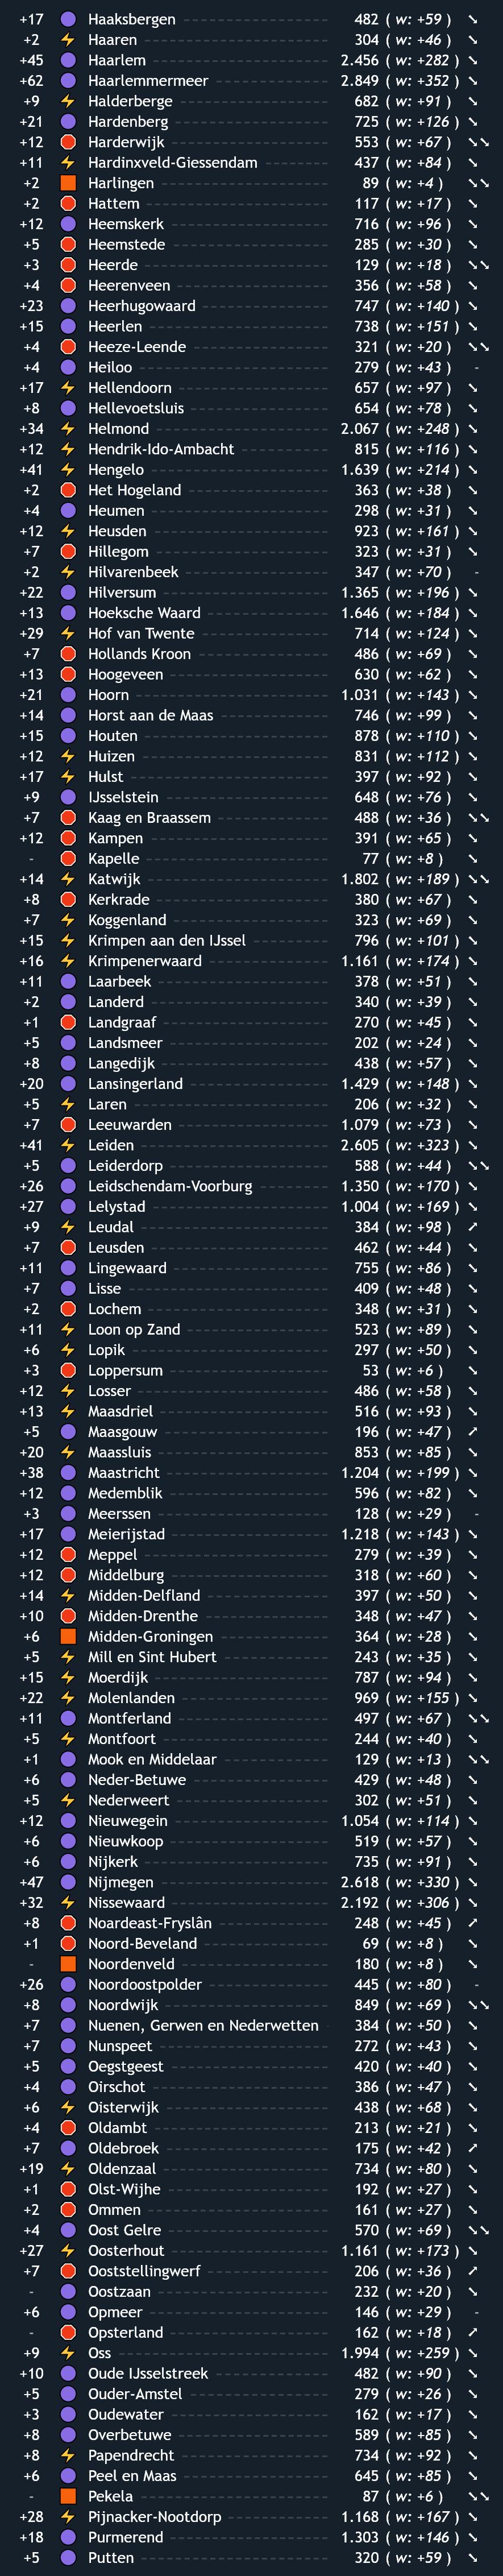 +17 Haaksbergen 482 ( w: +59 )
+2 Haaren 304 ( w: +46 )
+45 Haarlem 2.456 ( w: +282 )
+62 Haarlemmermeer 2.849 ( w: +352 )
+9 Halderberge 682 ( w: +91 )
+21 Hardenberg 725 ( w: +126 )
+12 Harderwijk 553 ( w: +67 )
+11 Hardinxveld-Giessendam 437 ( w: +84 )
+2 Harlingen 89 ( w: +4 )
+2 Hattem 117 ( w: +17 )
+12 Heemskerk 716 ( w: +96 )
+5 Heemstede 285 ( w: +30 )
+3 Heerde 129 ( w: +18 )
+4 Heerenveen 356 ( w: +58 )
+23 Heerhugowaard 747 ( w: +140 )
+15 Heerlen 738 ( w: +151 )
+4 Heeze-Leende 321 ( w: +20 )
+4 Heiloo 279 ( w: +43 ) -
+17 Hellendoorn 657 ( w: +97 )
+8 Hellevoetsluis 654 ( w: +78 )
+34 Helmond 2.067 ( w: +248 )
+12 Hendrik-Ido-Ambacht 815 ( w: +116 )
+41 Hengelo 1.639 ( w: +214 )
+2 Het Hogeland 363 ( w: +38 )
+4 Heumen 298 ( w: +31 )
+12 Heusden 923 ( w: +161 )
+7 Hillegom 323 ( w: +31 )
+2 Hilvarenbeek 347 ( w: +70 ) -
+22 Hilversum 1.365 ( w: +196 )
+13 Hoeksche Waard 1.646 ( w: +184 )
+29 Hof van Twente 714 ( w: +124 )
+7 Hollands Kroon 486 ( w: +69 )
+13 Hoogeveen 630 ( w: +62 )
+21 Hoorn 1.031 ( w: +143 )
+14 Horst aan de Maas 746 ( w: +99 )
+15 Houten 878 ( w: +110 )
+12 Huizen 831 ( w: +112 )
+17 Hulst 397 ( w: +92 )
+9 IJsselstein 648 ( w: +76 )
+7 Kaag en Braassem 488 ( w: +36 )
+12 Kampen 391 ( w: +65 )
- Kapelle 77 ( w: +8 )
+14 Katwijk 1.802 ( w: +189 )
+8 Kerkrade 380 ( w: +67 )
+7 Koggenland 323 ( w: +69 )
+15 Krimpen aan den IJssel 796 ( w: +101 )
+16 Krimpenerwaard 1.161 ( w: +174 )
+11 Laarbeek 378 ( w: +51 )
+2 Landerd 340 ( w: +39 )
+1 Landgraaf 270 ( w: +45 )
+5 Landsmeer 202 ( w: +24 )
+8 Langedijk 438 ( w: +57 )
+20 Lansingerland 1.429 ( w: +148 )
+5 Laren 206 ( w: +32 )
+7 Leeuwarden 1.079 ( w: +73 )
+41 Leiden 2.605 ( w: +323 )
+5 Leiderdorp 588 ( w: +44 )
+26 Leidschendam-Voorburg 1.350 ( w: +170 )
+27 Lelystad 1.004 ( w: +169 )
+9 Leudal 384 ( w: +98 )
+7 Leusden 462 ( w: +44 )
+11 Lingewaard 755 ( w: +86 )
+7 Lisse 409 ( w: +48 )
+2 Lochem 348 ( w: +31 )
+11 Loon op Zand 523 ( w: +89 )
+6 Lopik 297 ( w: +50 )
+3 Loppersum 53 ( w: +6 )
+12 Losser 486 ( w: +58 )
+13 Maasdriel 516 ( w: +93 )
+5 Maasgouw 196 ( w: +47 )
+20 Maassluis 853 ( w: +85 )
+38 Maastricht 1.204 ( w: +199 )
+12 Medemblik 596 ( w: +82 )
+3 Meerssen 128 ( w: +29 ) -
+17 Meierijstad 1.218 ( w: +143 )
+12 Meppel 279 ( w: +39 )
+12 Middelburg 318 ( w: +60 )
+14 Midden-Delfland 397 ( w: +50 )
+10 Midden-Drenthe 348 ( w: +47 )
+6 Midden-Groningen 364 ( w: +28 )
+5 Mill en Sint Hubert 243 ( w: +35 )
+15 Moerdijk 787 ( w: +94 )
+22 Molenlanden 969 ( w: +155 )
+11 Montferland 497 ( w: +67 )
+5 Montfoort 244 ( w: +40 )
+1 Mook en Middelaar 129 ( w: +13 )
+6 Neder-Betuwe 429 ( w: +48 )
+5 Nederweert 302 ( w: +51 )
+12 Nieuwegein 1.054 ( w: +114 )
+6 Nieuwkoop 519 ( w: +57 )
+6 Nijkerk 735 ( w: +91 )
+47 Nijmegen 2.618 ( w: +330 )
+32 Nissewaard 2.192 ( w: +306 )
+8 Noardeast-Fryslân 248 ( w: +45 )
+1 Noord-Beveland 69 ( w: +8 )
- Noordenveld 180 ( w: +8 )
+26 Noordoostpolder 445 ( w: +80 ) -
+8 Noordwijk 849 ( w: +69 )
+7 Nuenen, Gerwen en Nederwetten 384 ( w: +50 )
+7 Nunspeet 272 ( w: +43 )
+5 Oegstgeest 420 ( w: +40 )
+4 Oirschot 386 ( w: +47 )
+6 Oisterwijk 438 ( w: +68 )
+4 Oldambt 213 ( w: +21 )
+7 Oldebroek 175 ( w: +42 )
+19 Oldenzaal 734 ( w: +80 )
+1 Olst-Wijhe 192 ( w: +27 )
+2 Ommen 161 ( w: +27 )
+4 Oost Gelre 570 ( w: +69 )
+27 Oosterhout 1.161 ( w: +173 )
+7 Ooststellingwerf 206 ( w: +36 )
- Oostzaan 232 ( w: +20 )
+6 Opmeer 146 ( w: +29 ) -
- Opsterland 162 ( w: +18 )
+9 Oss 1.994 ( w: +259 )
+10 Oude IJsselstreek 482 ( w: +90 )
+5 Ouder-Amstel 279 ( w: +26 )
+3 Oudewater 162 ( w: +17 )
+8 Overbetuwe 589 ( w: +85 )
+8 Papendrecht 734 ( w: +92 )
+6 Peel en Maas 645 ( w: +85 )
- Pekela 87 ( w: +6 )
+28 Pijnacker-Nootdorp 1.168 ( w: +167 )
+18 Purmerend 1.303 ( w: +146 )
+5 Putten 320 ( w: +59 )